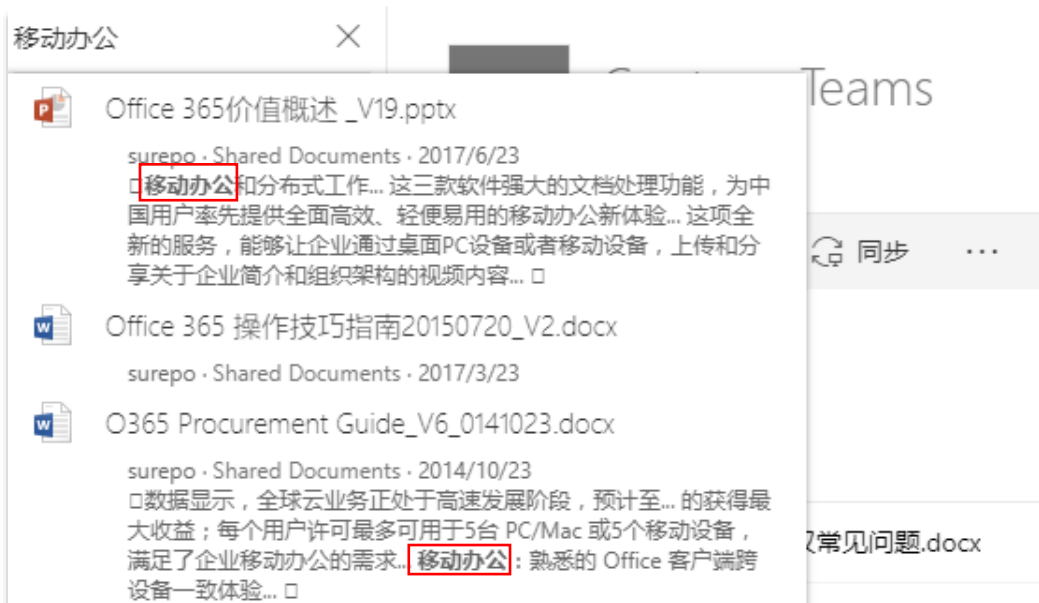 移动办公
Teams
Office 365价值概述 _V19.pptx
surepo · Shared Documents · 2017/6/23
移动办公和分布式工作... 这三款软件强大的文档处理功能，为中
国用户率先提供全面高效、轻便易用的移动办公新体验... 这项全
新的服务，能够让企业通过桌面PC设备或者移动设备，上传和分
享关于企业简介和组织架构的视频内容...
同步 ...
Office 365 操作技巧指南20150720_V2.docx
surepo · Shared Documents · 2017/3/23
O365 Procurement Guide_V6_0141023.docx
surepo · Shared Documents · 2014/10/23
数据显示，全球云业务正处于高速发展阶段，预计至... 的获得最
大收益；每个用户许可最多可用于5台 PC/Mac 或5个移动设备，
满足了企业移动办公的需求... 移动办公：熟悉的 Office 客户端跨
设备一致体验...
常见问题.docx